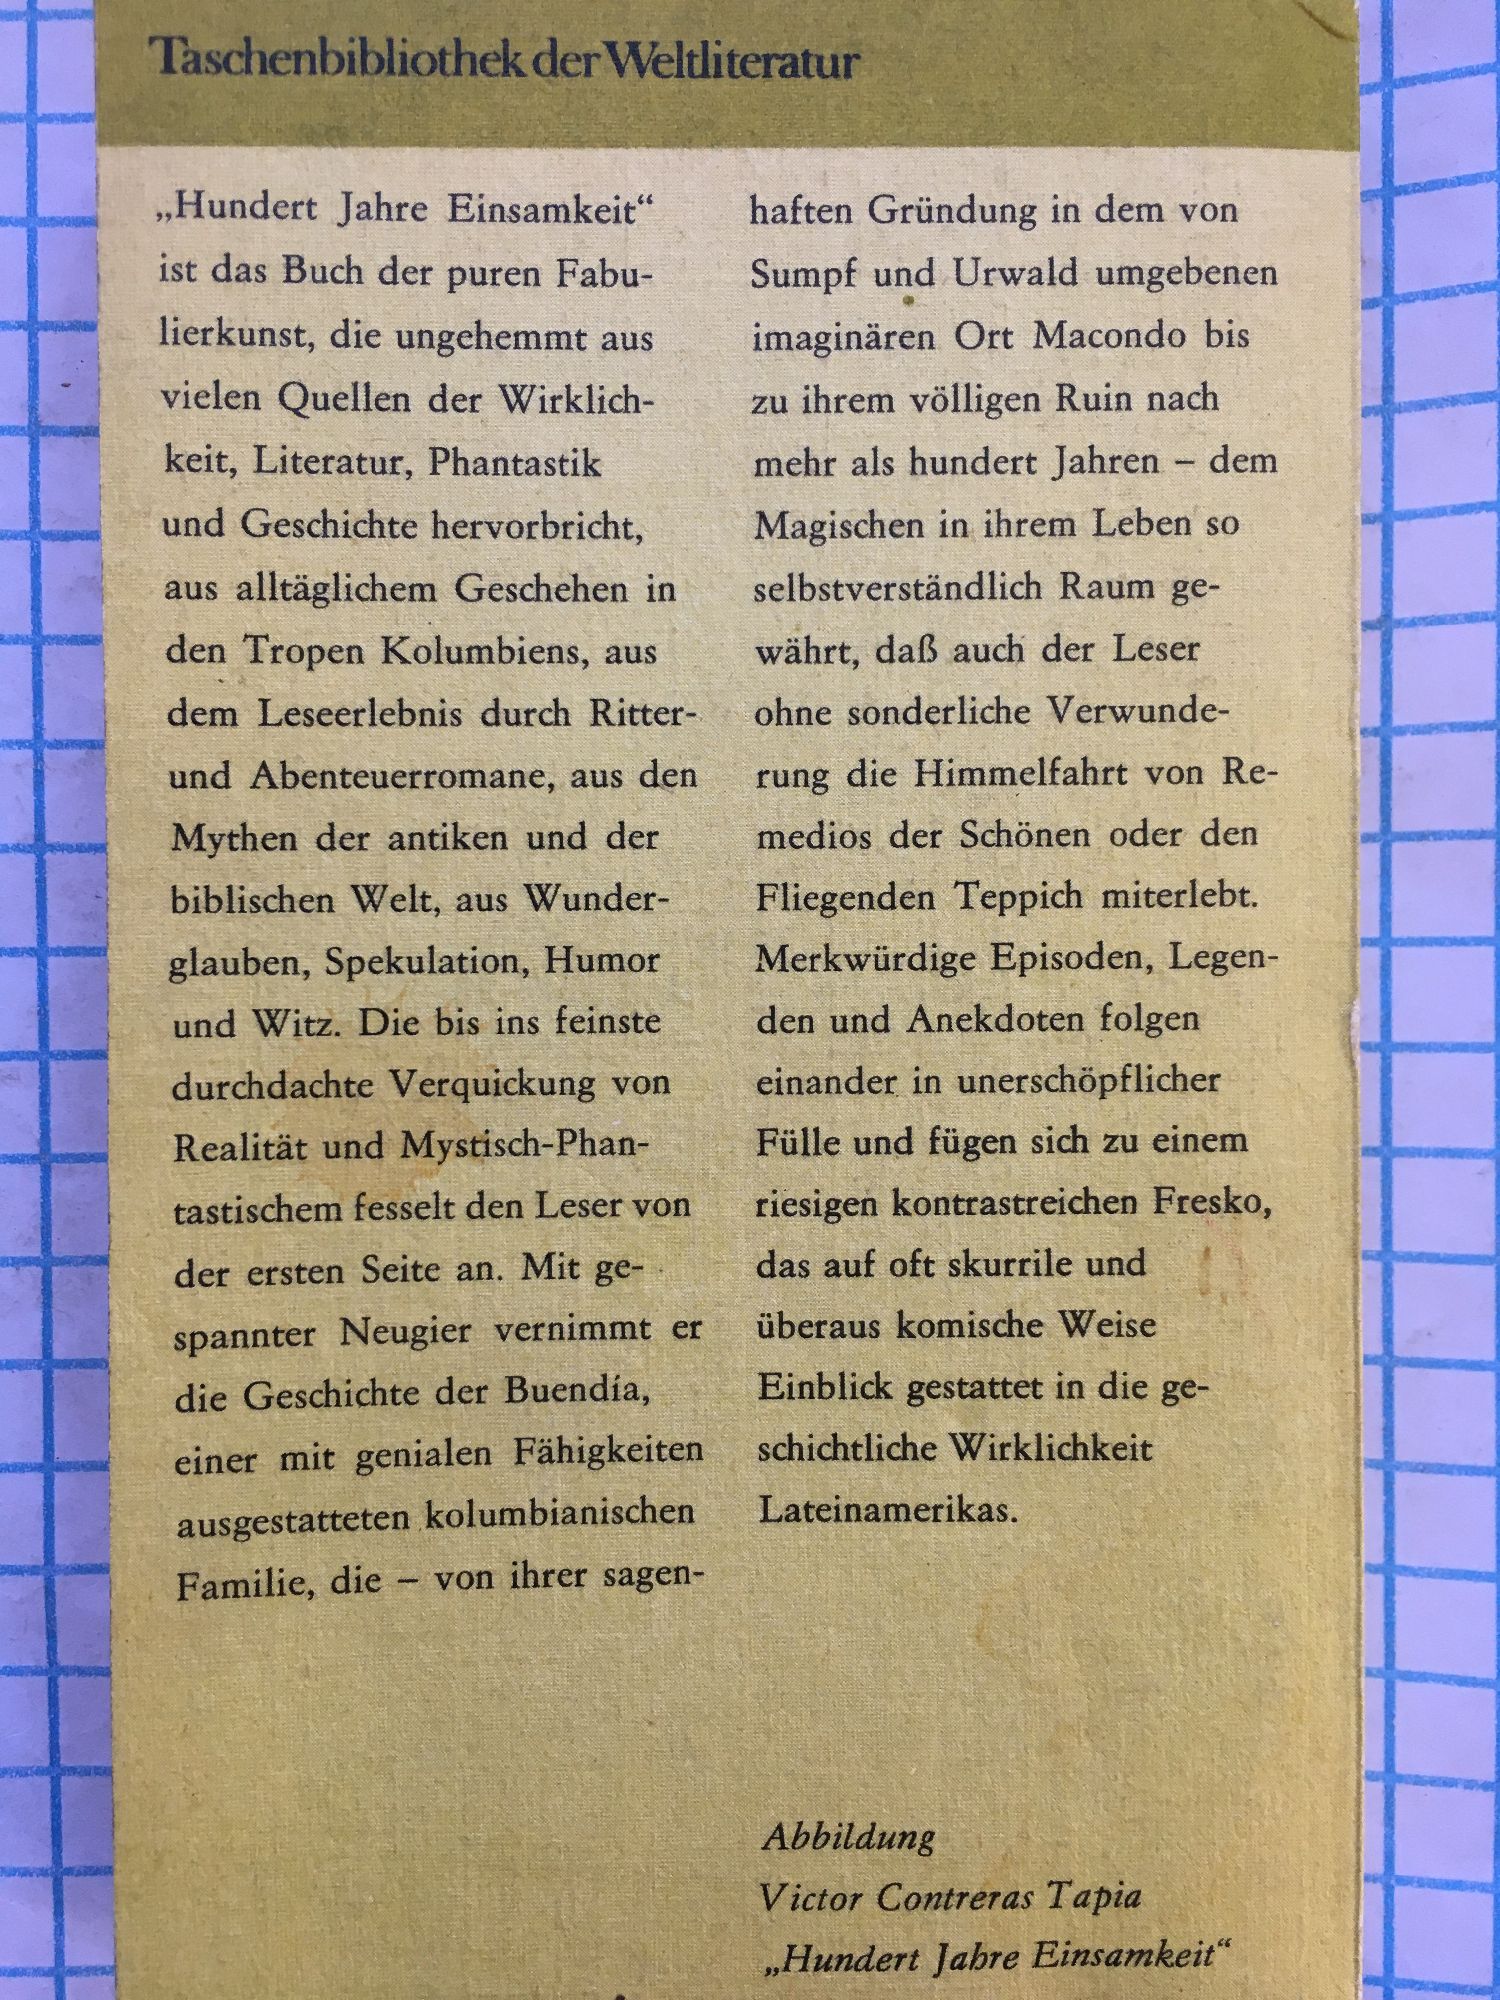 Taschenbibliothek der Weltliteratur
„Hundert Jahre Einsamkeit“
ist das Buch der puren Fabu-
lierkunst, die ungehemmt aus
vielen Quellen der Wirklich-
keit, Literatur, Phantastik
und Geschichte hervorbricht,
aus alltäglichem Geschehen in
den Tropen Kolumbiens, aus
dem Leseerlebnis durch Ritter-
und Abenteuerromane, aus den
Mythen der antiken und der
biblischen Welt, aus Wunder-
glauben, Spekulation, Humor
und Witz. Die bis ins feinste
durchdachte Verquickung von
Realität und Mystisch-Phan-
tastischem fesselt den Leser von
der ersten Seite an. Mit ge-
spannter Neugier vernimmt er
die Geschichte der Buendía,
einer mit genialen Fähigkeiten
ausgestatteten kolumbianischen
Familie, die – von ihrer sagen-
haften Gründung in dem von
Sumpf und Urwald umgebenen
imaginären Ort Macondo bis
zu ihrem völligen Ruin nach
mehr als hundert Jahren – dem
Magischen in ihrem Leben so
selbstverständlich Raum ge-
währt, daß auch der Leser
ohne sonderliche Verwunde-
rung die Himmelfahrt von Re-
medios der Schönen oder den
Fliegenden Teppich miterlebt.
Merkwürdige Episoden, Legen-
den und Anekdoten folgen
einander in unerschöpflicher
Fülle und fügen sich zu einem
riesigen kontrastreichen Fresko,
das auf oft skurrile und
überaus komische Weise
Einblick gestattet in die ge-
schichtliche Wirklichkeit
Lateinamerikas.
Abbildung
Victor Contreras Tapia
„Hundert Jahre Einsamkeit“